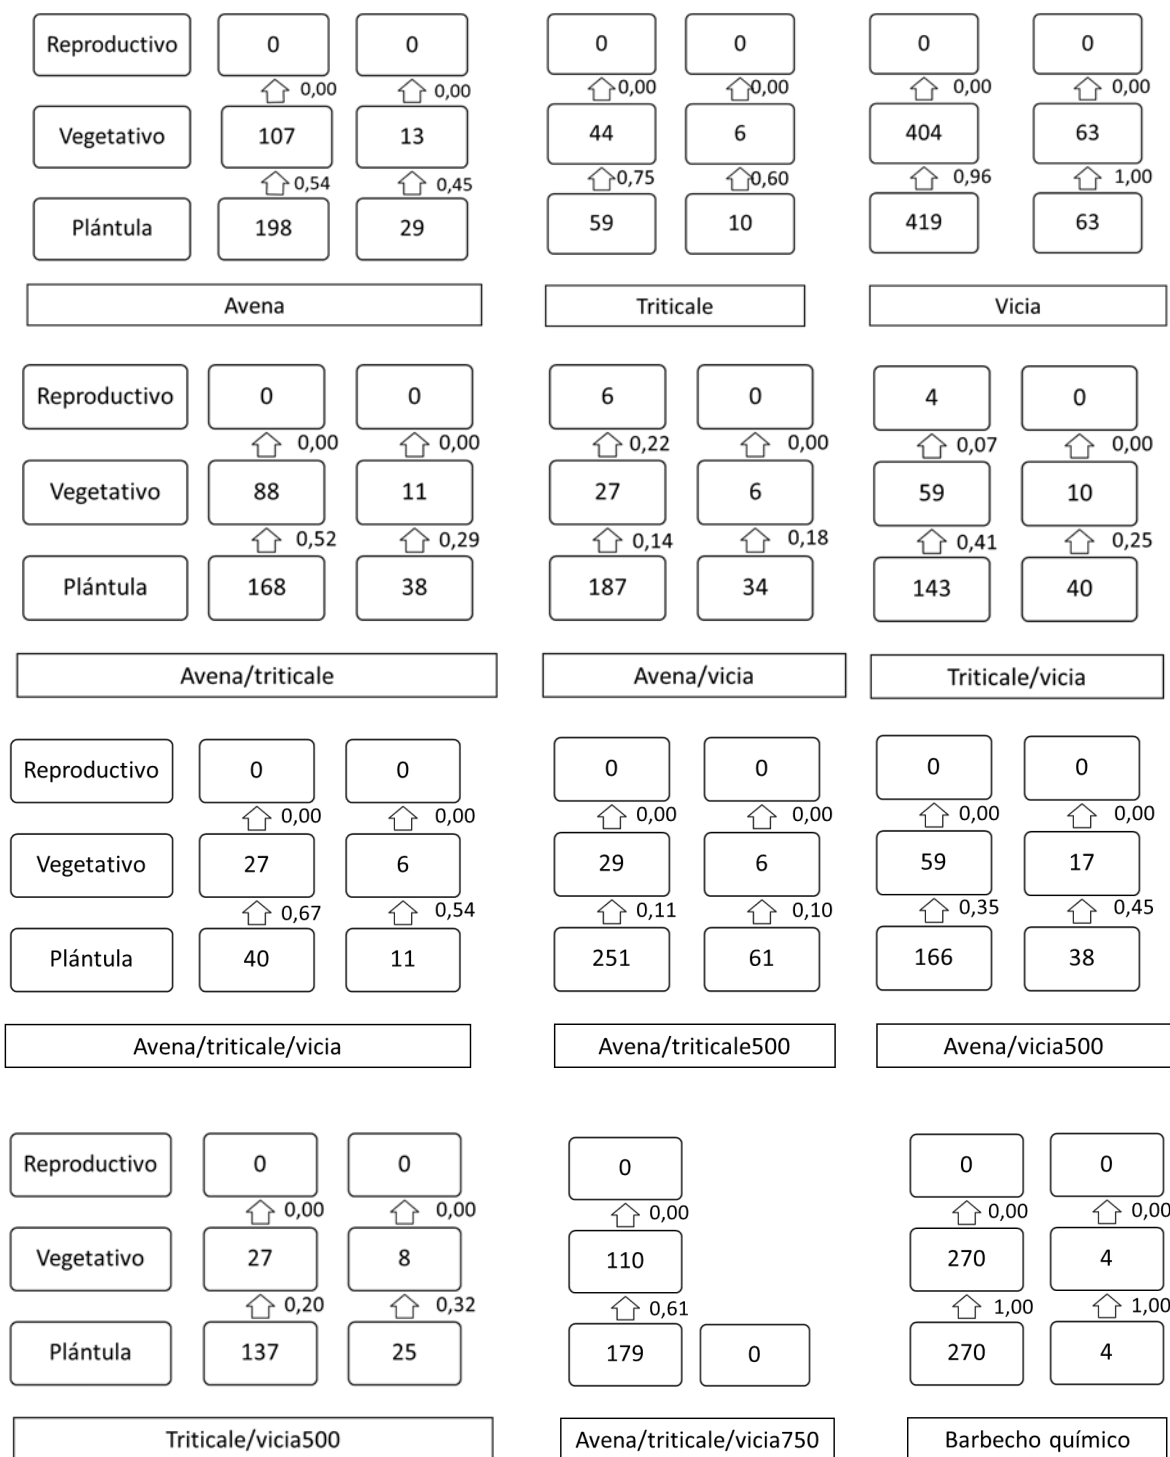 Reproductivo 0 0 0 0 0 0
0,00 0,00 0,00 0,00 0,00 0,00
Vegetativo 107 13 44 6 404 63
0,54 0,45 0,75 0,60 0,96 1,00
Plántula 198 29 59 10 419 63
Avena Triticale Vicia
Reproductivo 0 0 6 0 4 0
0,00 0,00 0,22 0,00 0,07 0,00
Vegetativo 88 11 27 6 59 10
0,52 0,29 0,14 0,18 0,41 0,25
Plántula 168 38 187 34 143 40
Avena/triticale Avena/vicia Triticale/vicia
Reproductivo 0 0 0 0 0 0
0,00 0,00 0,00 0,00 0,00 0,00
Vegetativo 27 6 29 6 59 17
0,67 0,54 0,11 0,10 0,35 0,45
Plántula 40 11 251 61 166 38
Avena/triticale/vicia Avena/triticale500 Avena/vicia500
Reproductivo 0 0 0 0 0
0,00 0,00 0,00 0,00 0,00
Vegetativo 27 8 110 270 4
0,20 0,32 0,61 1,00 1,00
Plántula 137 25 179 0 270 4
Triticale/vicia500 Avena/triticale/vicia750 Barbecho químico